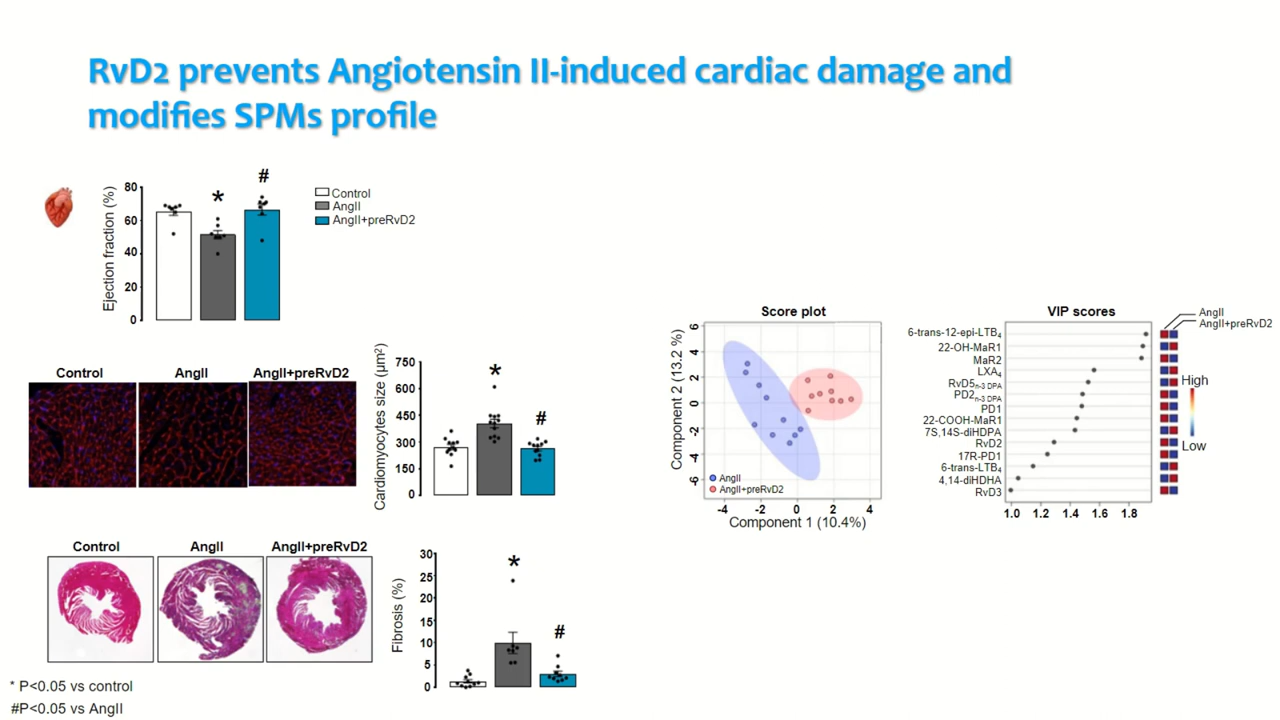 RvD2 prevents Angiotensin II-induced cardiac damage and
modifies SPMs profile
Ejection fraction (%)
80
60
40
20
0
*
#
Control
AngII
AngII+preRvD2
Control
AngII
AngII+preRvD2
Cardiomyocytes size (µm²)
750
600
450
300
150
0
*
#
Control
AngII
AngII+preRvD2
Fibrosis (%)
30
25
20
15
10
5
0
*
#
* P<0.05 vs control
#P<0.05 vs AngII
Score plot
Component 2 (13.2 %)
6
4
2
0
-2
-4
-6
AngII
AngII+preRvD2
-4 -2 0 2 4
Component 1 (10.4%)
VIP scores
AngII
AngII+preRvD2
6-trans-12-epi-LTB₄
22-OH-MaR1
MaR2
LXA₄
RvD5n-3 DPA
PD2n-3 DPA
PD1
22-COOH-MaR1
7S,14S-diHDPA
RvD2
17R-PD1
6-trans-LTB₄
4,14-diHDHA
RvD3
1.0 1.2 1.4 1.6 1.8
High
Low